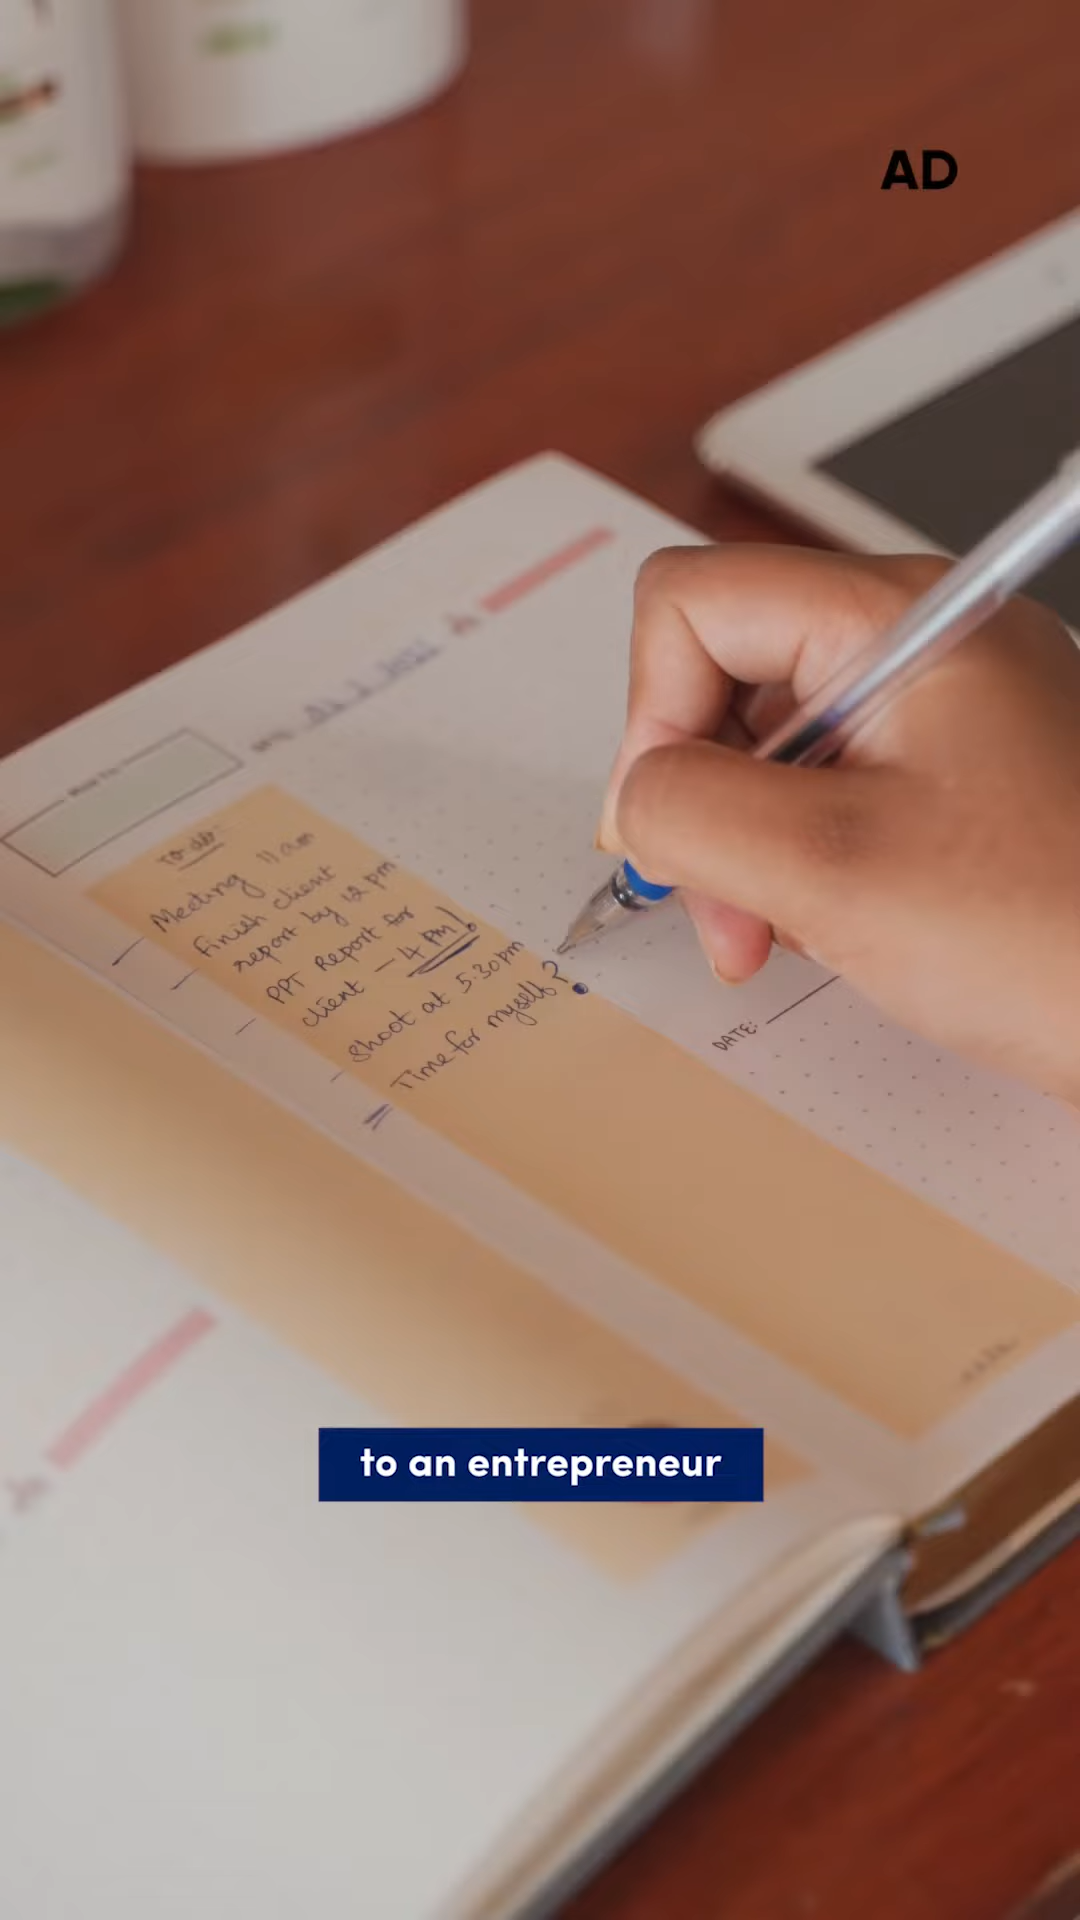 AD
To-do:
Meeting 11 am
Finish client
report by 12 pm
PPT Report for
client - 4 PM!
Shoot at 5:30pm
Time for myself?
DATE:
to an entrepreneur